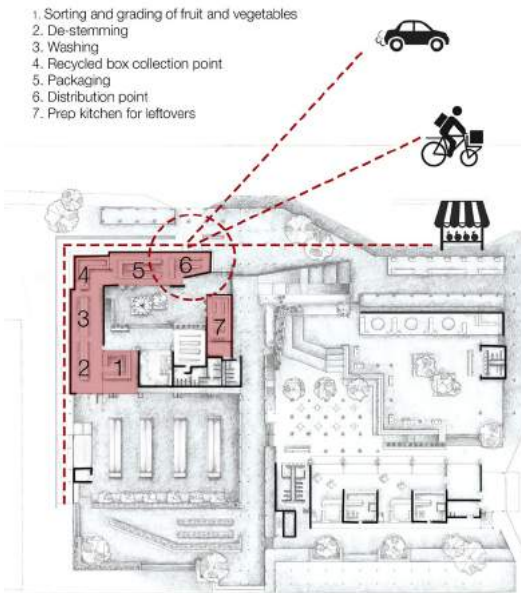 1. Sorting and grading of fruit and vegetables
2. De-stemming
3. Washing
4. Recycled box collection point
5. Packaging
6. Distribution point
7. Prep kitchen for leftovers
4
5
6
3
7
2
1